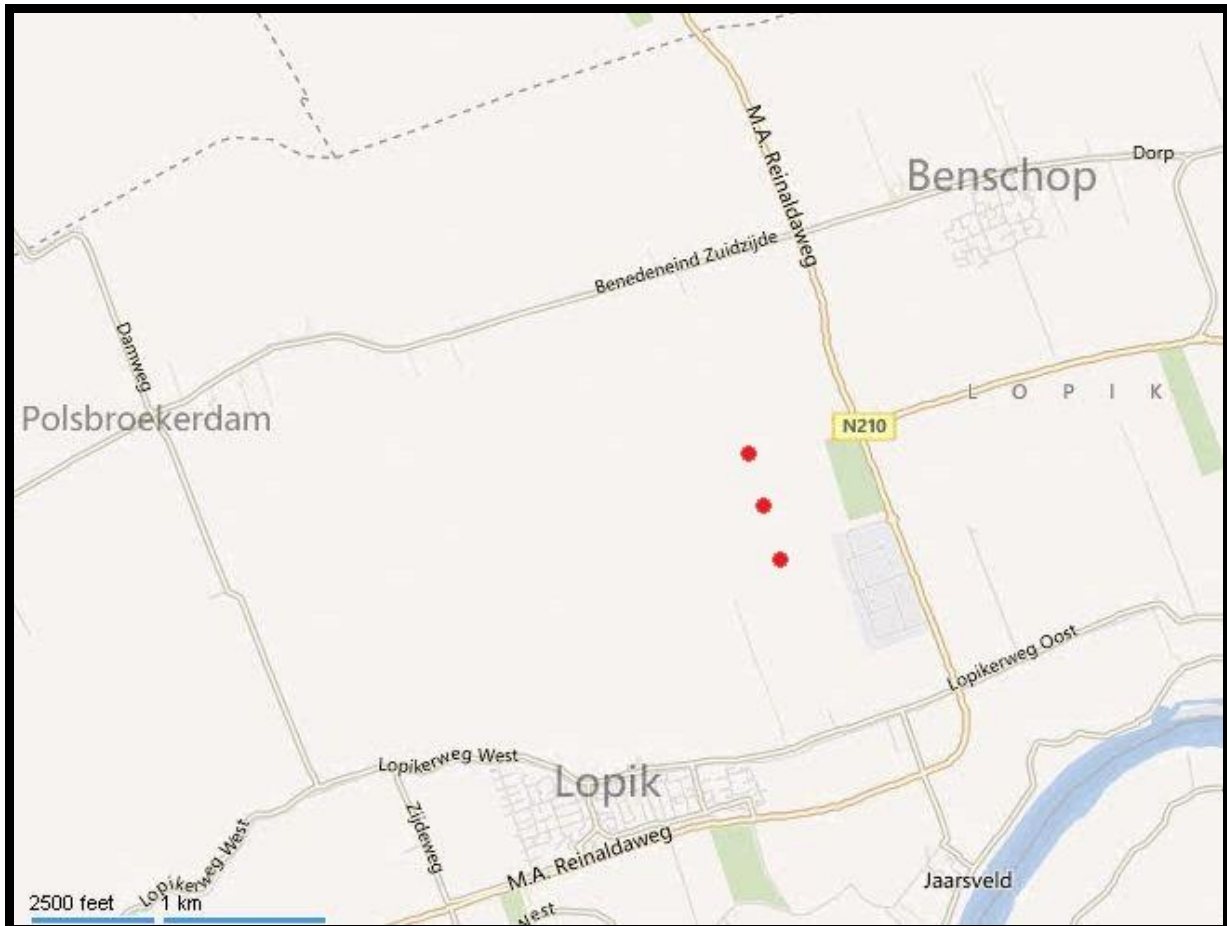 M.A. Reinaldaweg
Dorp
Benschop
Benedeneind Zuidzijde
Damweg
LOPIK
Polsbroekerdam
N210
Lopikerweg Oost
Lopikerweg West
Lopik
Zijdeweg
M.A. Reinaldaweg
Lopikerweg West
Jaarsveld
2500 feet 1 km
West